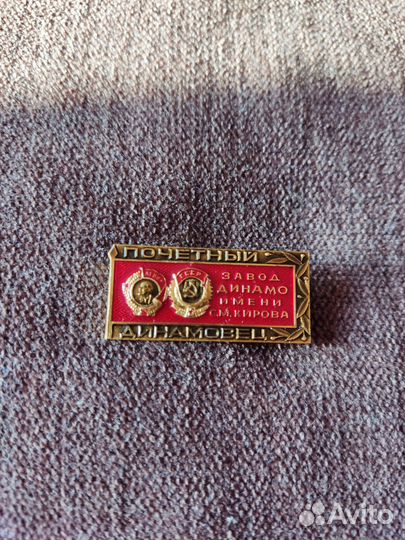 ПОЧЕТНЫЙ
ЗАВОД
ДИНАМО
ИМЕНИ
С.М.КИРОВА
ДИНАМОВЕЦ
Avito